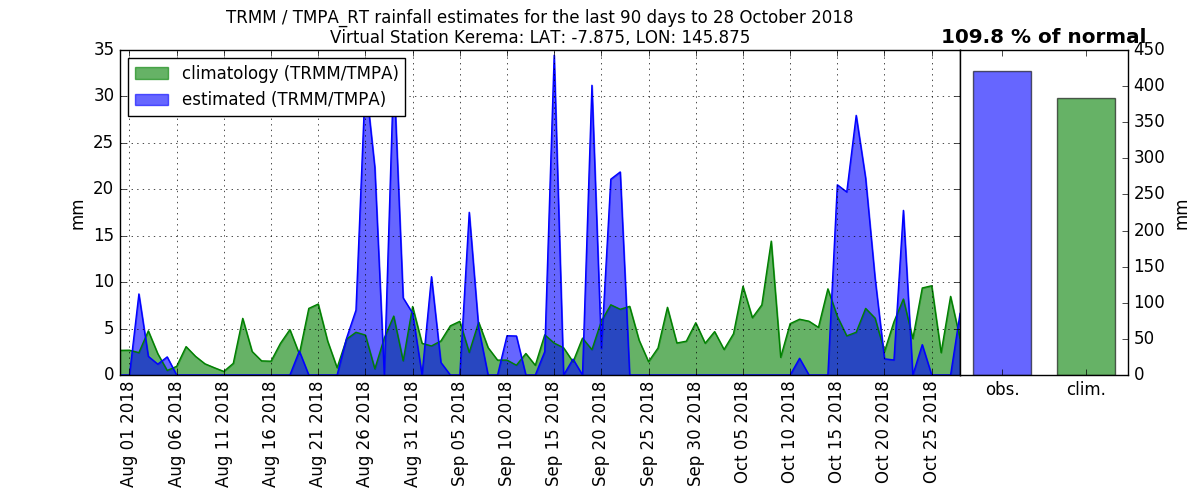 TRMM / TMPA_RT rainfall estimates for the last 90 days to 28 October 2018
Virtual Station Kerema: LAT: -7.875, LON: 145.875
109.8 % of normal
climatology (TRMM/TMPA)
estimated (TRMM/TMPA)
35
30
25
20
15
10
5
0
mm
Aug 01 2018
Aug 06 2018
Aug 11 2018
Aug 16 2018
Aug 21 2018
Aug 26 2018
Aug 31 2018
Sep 05 2018
Sep 10 2018
Sep 15 2018
Sep 20 2018
Sep 25 2018
Sep 30 2018
Oct 05 2018
Oct 10 2018
Oct 15 2018
Oct 20 2018
Oct 25 2018
obs.
clim.
450
400
350
300
250
200
150
100
50
0
mm